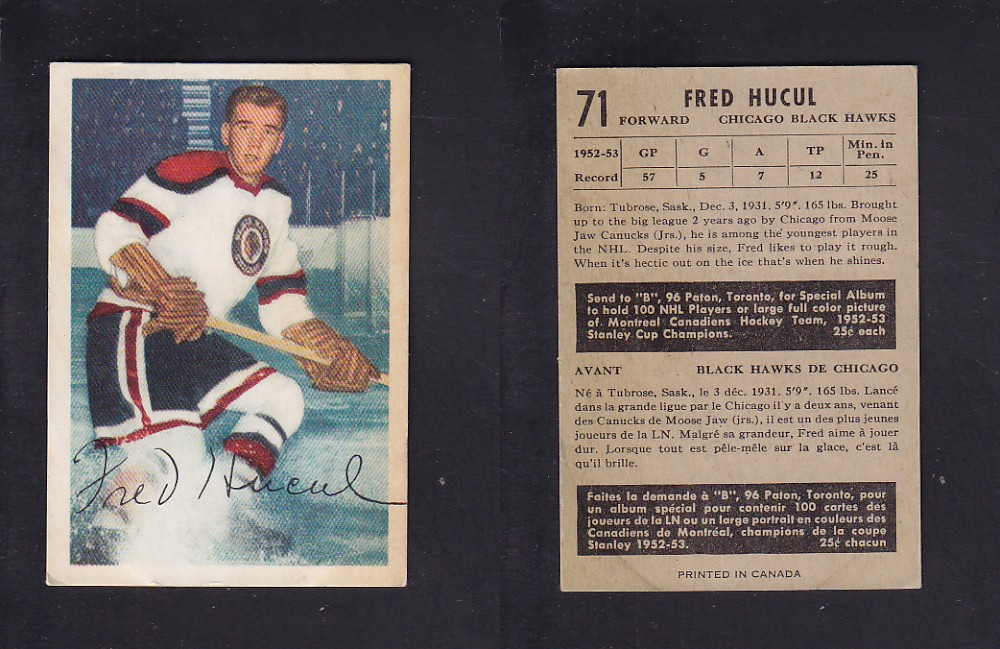 Fred Hucul
71 FRED HUCUL
FORWARD CHICAGO BLACK HAWKS
1952-53 GP G A TP Min. in Pen.
Record 57 5 7 12 25
Born: Tubrose, Sask., Dec. 3, 1931. 5'9". 165 lbs. Brought
up to the big league 2 years ago by Chicago from Moose
Jaw Canucks (Jrs.), he is among the youngest players in
the NHL. Despite his size, Fred likes to play it rough.
When it's hectic out on the ice that's when he shines.
Send to "B", 96 Paton, Toronto, for Special Album
to hold 100 NHL Players or large full color picture
of Montreal Canadiens Hockey Team, 1952-53
Stanley Cup Champions. 25¢ each
AVANT BLACK HAWKS DE CHICAGO
Né à Tubrose, Sask., le 3 déc. 1931. 5'9". 165 lbs. Lancé
dans la grande ligue par le Chicago il y a deux ans, venant
des Canucks de Moose Jaw (jrs.), il est un des plus jeunes
joueurs de la LN. Malgré sa grandeur, Fred aime à jouer
dur. Lorsque tout est pêle-mêle sur la glace, c'est là
qu'il brille.
Faites la demande à "B", 96 Paton, Toronto, pour
un album spécial pour contenir 100 cartes des
joueurs de la LN ou un large portrait en couleurs des
Canadiens de Montréal, champions de la coupe
Stanley 1952-53. 25¢ chacun
PRINTED IN CANADA